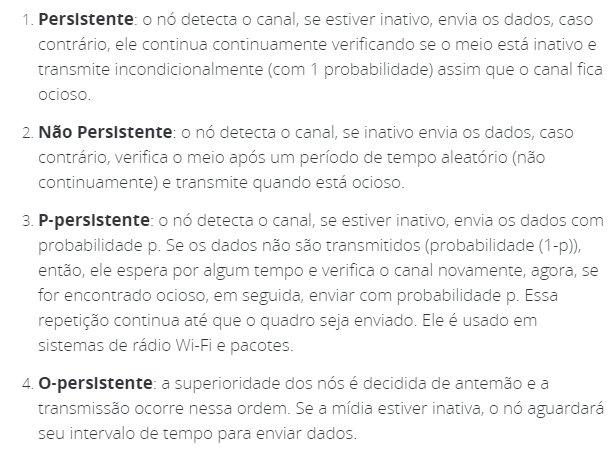 1. Persistente: o nó detecta o canal, se estiver inativo, envia os dados, caso
contrário, ele continua continuamente verificando se o meio está inativo e
transmite incondicionalmente (com 1 probabilidade) assim que o canal fica
ocioso.
2. Não Persistente: o nó detecta o canal, se inativo envia os dados, caso
contrário, verifica o meio após um período de tempo aleatório (não
continuamente) e transmite quando está ocioso.
3. P-persistente: o nó detecta o canal, se estiver inativo, envia os dados com
probabilidade p. Se os dados não são transmitidos (probabilidade (1-p)),
então, ele espera por algum tempo e verifica o canal novamente, agora, se
for encontrado ocioso, em seguida, enviar com probabilidade p. Essa
repetição continua até que o quadro seja enviado. Ele é usado em
sistemas de rádio Wi-Fi e pacotes.
4. O-persistente: a superioridade dos nós é decidida de antemão e a
transmissão ocorre nessa ordem. Se a mídia estiver inativa, o nó aguardará
seu intervalo de tempo para enviar dados.